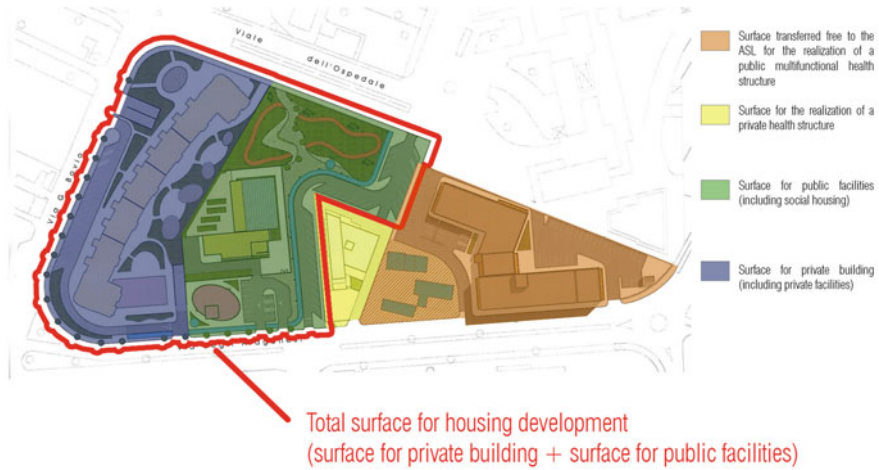 Viale
dell'Ospedale
Surface transferred free to the
ASL for the realization of a
public multifunctional health
structure
Surface for the realization of a
private health structure
Surface for public facilities
(including social housing)
Surface for private building
(including private facilities)
Total surface for housing development
(surface for private building + surface for public facilities)